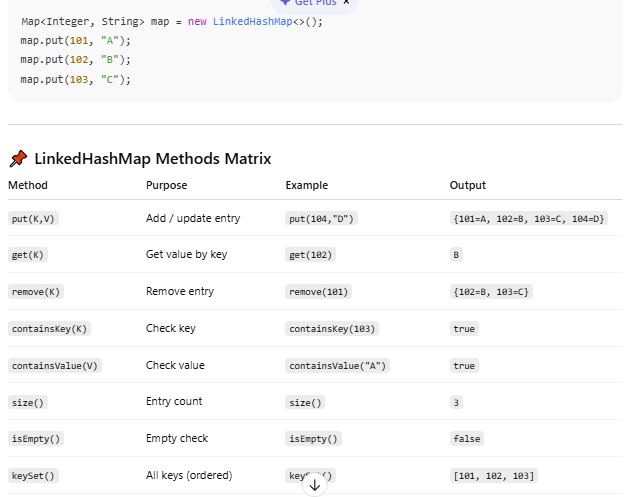 Get Plus ×
Map<Integer, String> map = new LinkedHashMap<>();
map.put(101, "A");
map.put(102, "B");
map.put(103, "C");
LinkedHashMap Methods Matrix
Method Purpose Example Output
put(K,V) Add / update entry put(104,"D") {101=A, 102=B, 103=C, 104=D}
get(K) Get value by key get(102) B
remove(K) Remove entry remove(101) {102=B, 103=C}
containsKey(K) Check key containsKey(103) true
containsValue(V) Check value containsValue("A") true
size() Entry count size() 3
isEmpty() Empty check isEmpty() false
keySet() All keys (ordered) [101, 102, 103]